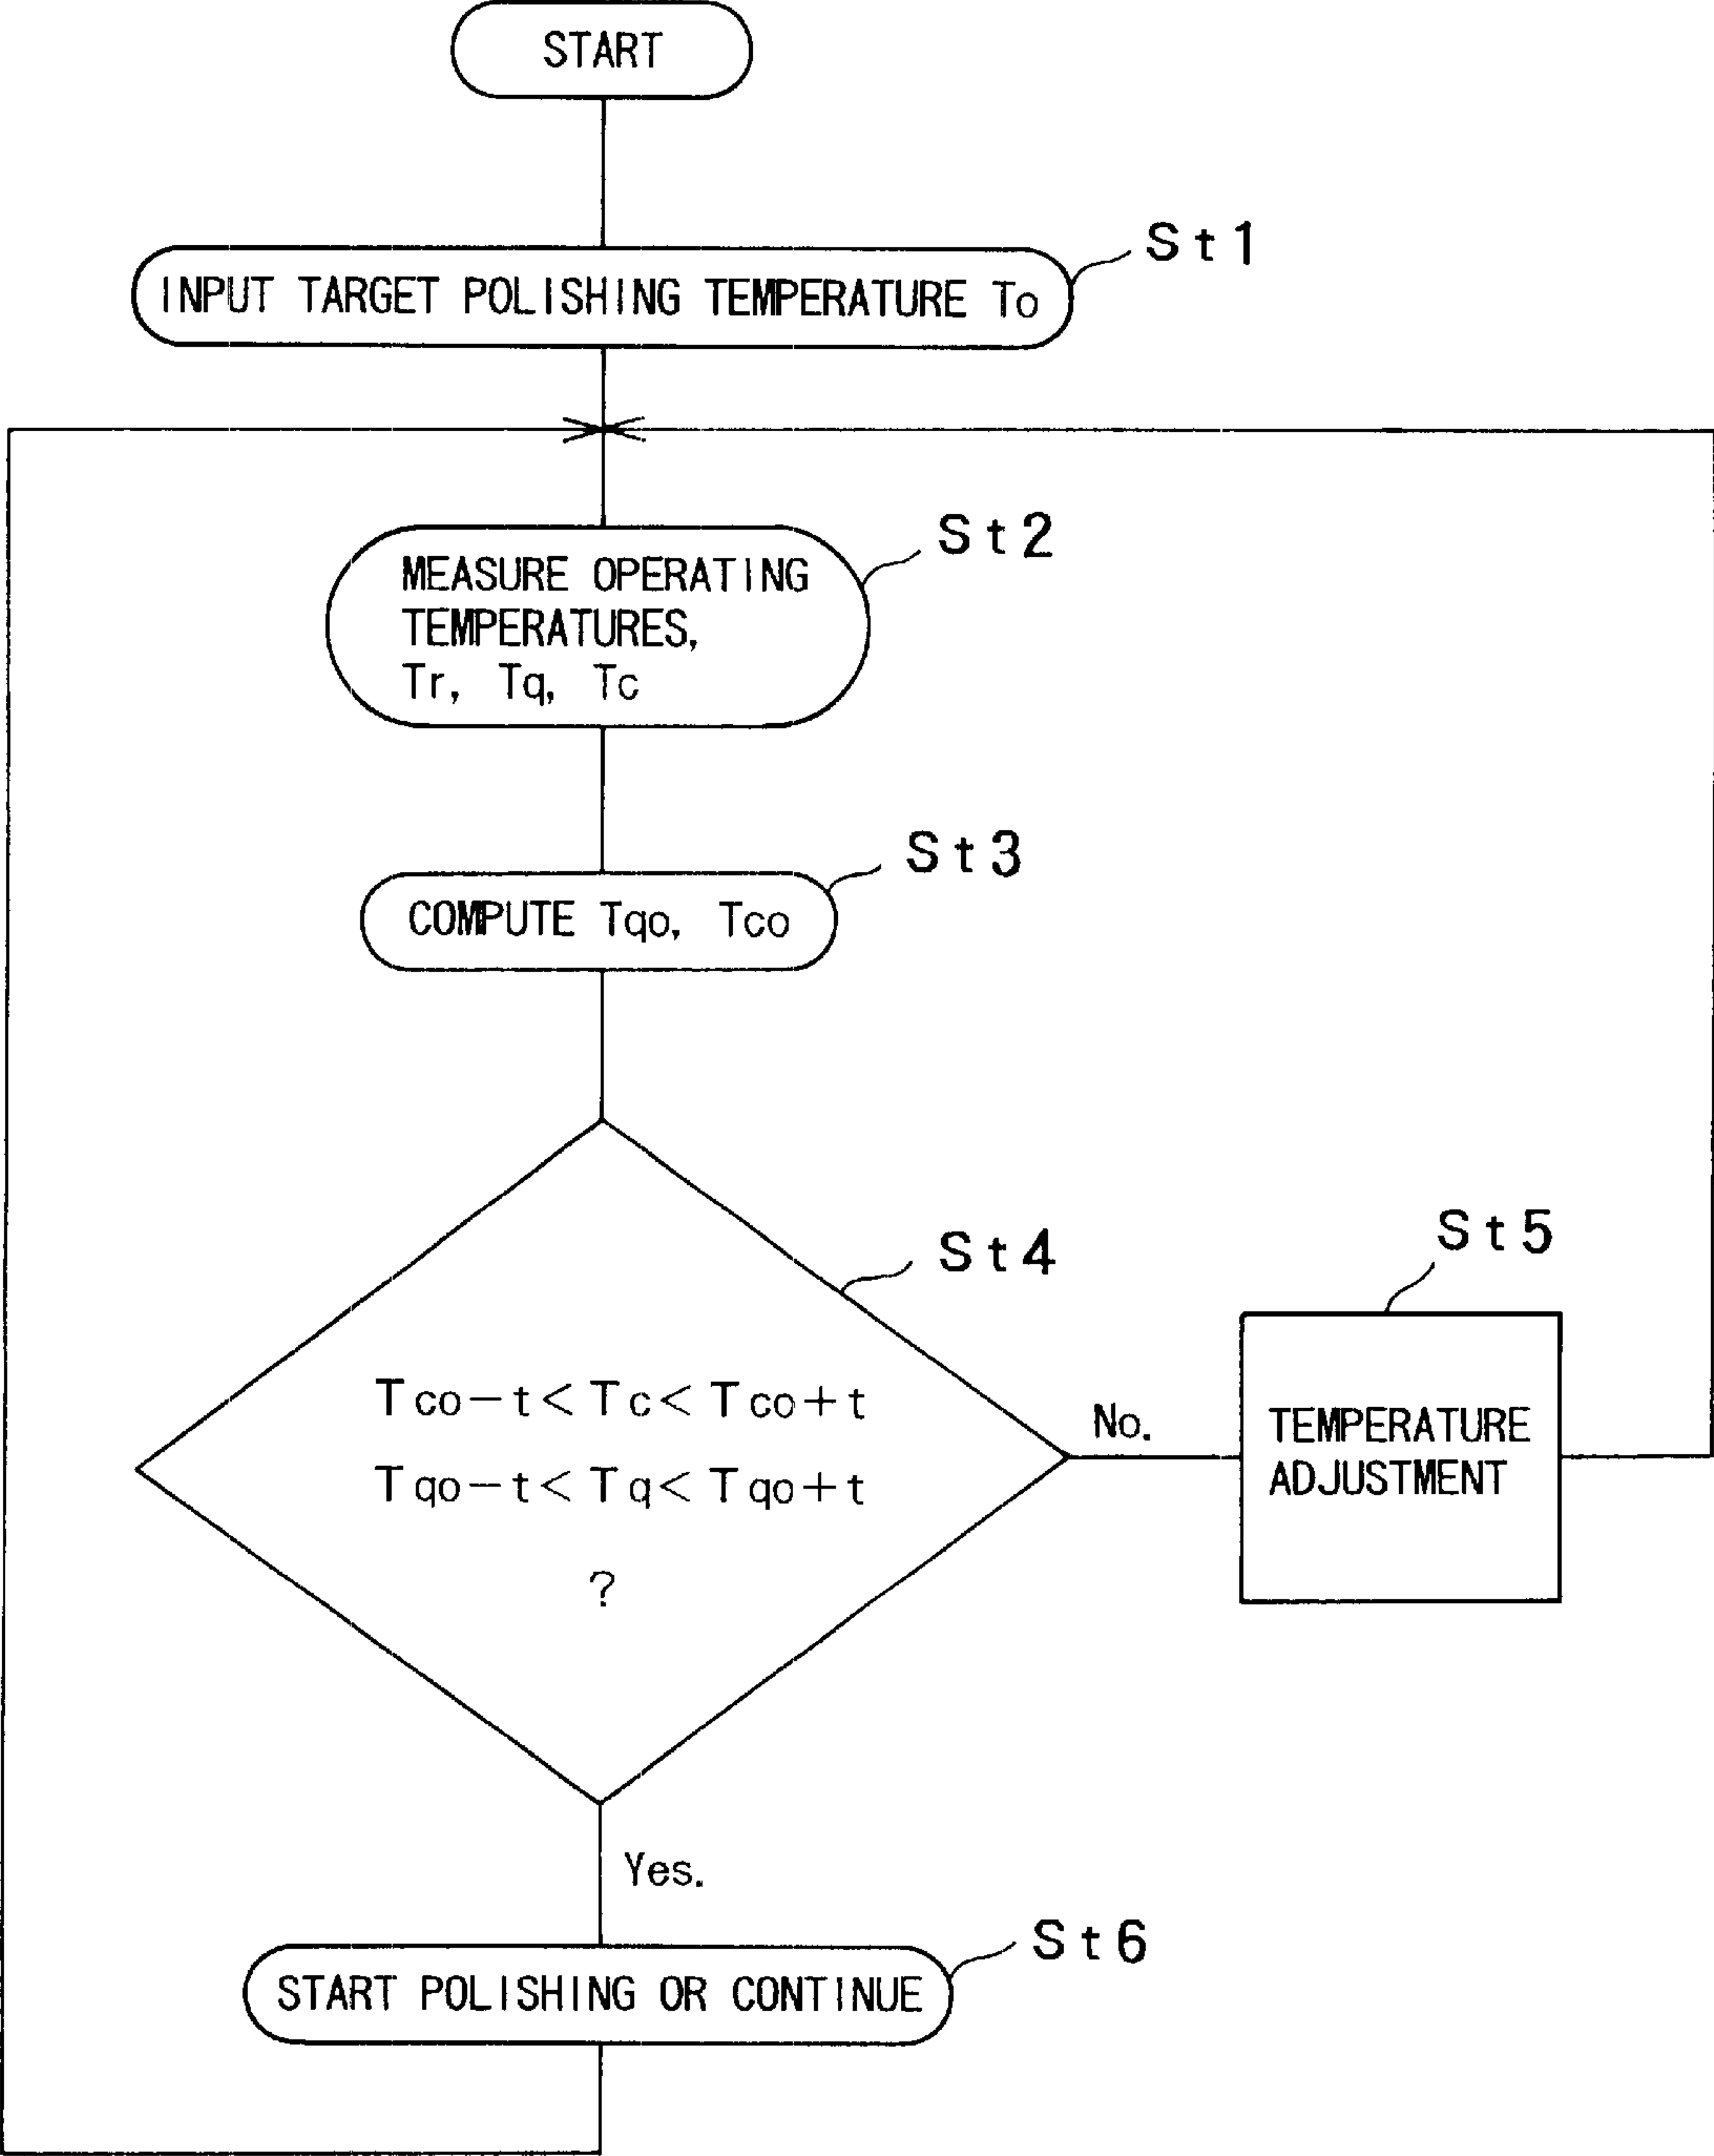 START
St1
INPUT TARGET POLISHING TEMPERATURE To
St2
MEASURE OPERATING
TEMPERATURES,
Tr, Tq, Tc
St3
COMPUTE Tqo, Tco
St4
Tco−t<Tc<Tco+t
Tqo−t<Tq<Tqo+t
?
No.
St5
TEMPERATURE
ADJUSTMENT
Yes.
St6
START POLISHING OR CONTINUE